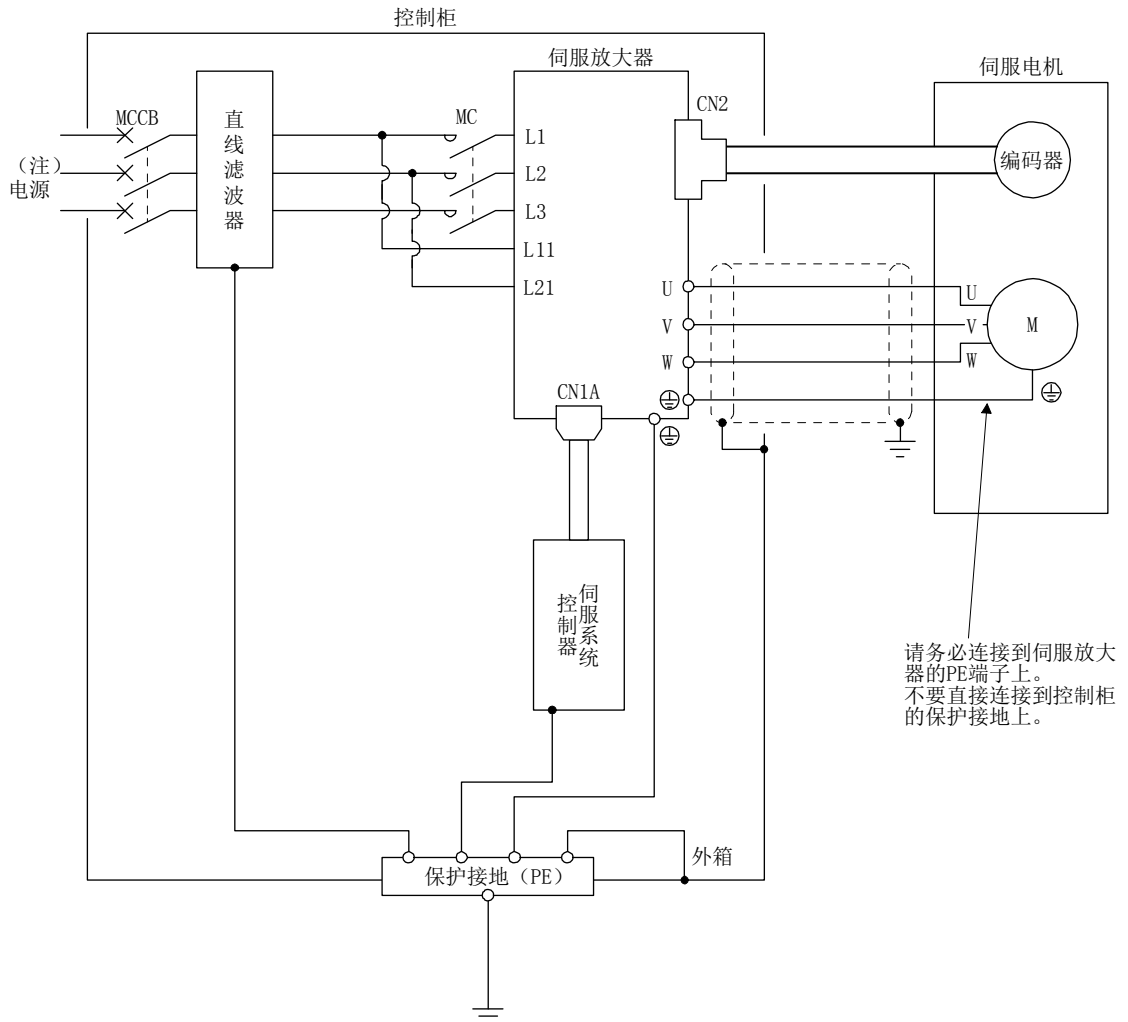 控制柜
伺服放大器
伺服电机
MCCB
直线滤波器
MC
CN2
L1
L2
L3
L11
L21
（注）
电源
编码器
U
V
W
U
V
W
M
CN1A
伺服系统
控制器
请务必连接到伺服放大
器的PE端子上。
不要直接连接到控制柜
的保护接地上。
外箱
保护接地（PE）